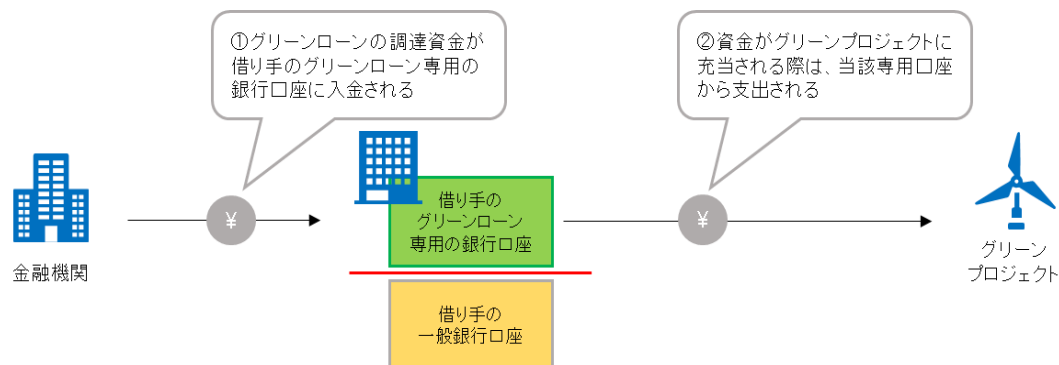 ①グリーンローンの調達資金が
借り手のグリーンローン専用の
銀行口座に入金される
②資金がグリーンプロジェクトに
充当される際は、当該専用口座
から支出される
¥
¥
金融機関
借り手の
グリーンローン
専用の銀行口座
借り手の
一般銀行口座
グリーン
プロジェクト